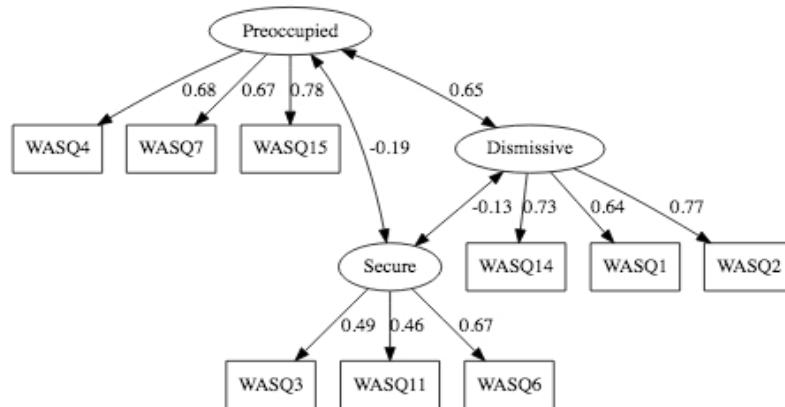 Preoccupied
0.68
0.67
0.78
0.65
WASQ4
WASQ7
WASQ15
-0.19
Dismissive
-0.13
0.73
0.64
0.77
Secure
WASQ14
WASQ1
WASQ2
0.49
0.46
0.67
WASQ3
WASQ11
WASQ6